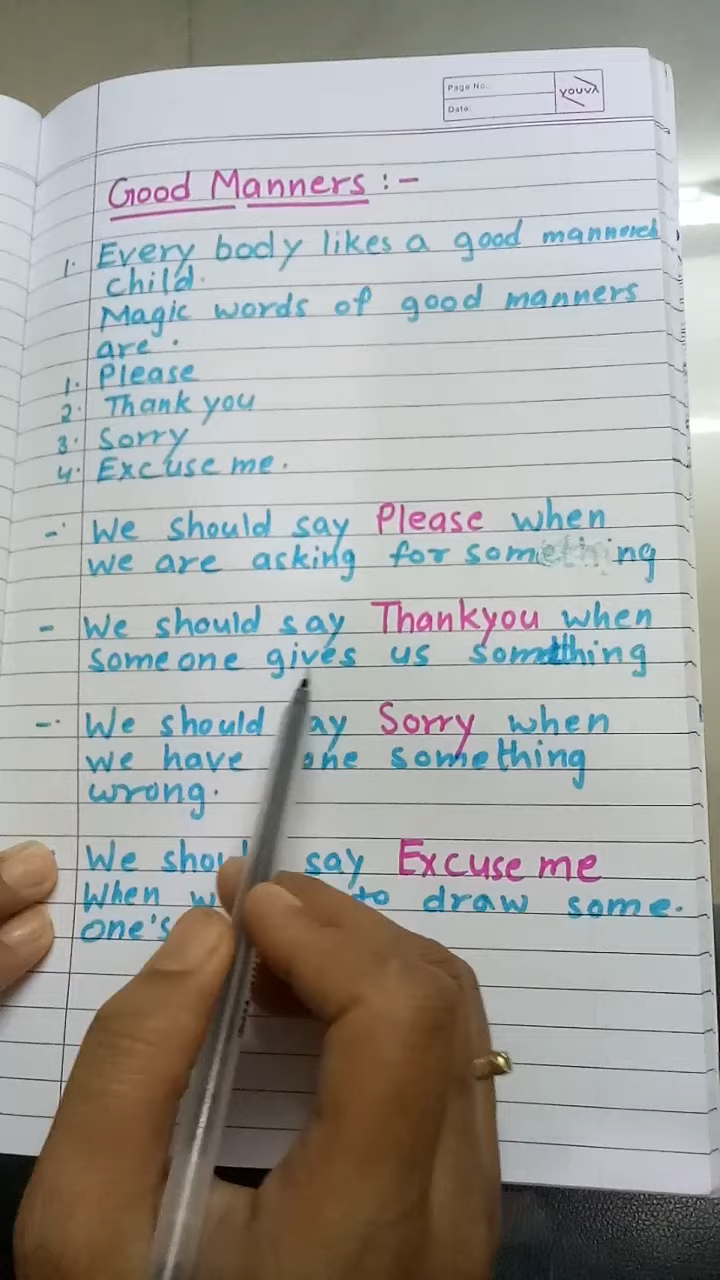 Page No.:
Date:
YOUVA
Good Manners :-
1. Every body likes a good mannered
child.
Magic words of good manners
are.
1. Please
2. Thank you
3. Sorry
4. Excuse me.
- We should say Please when
we are asking for something
- We should say Thankyou when
someone gives us something
- We should Sorry when
we have something
wrong.
We say Excuse me
When to draw some.
one's